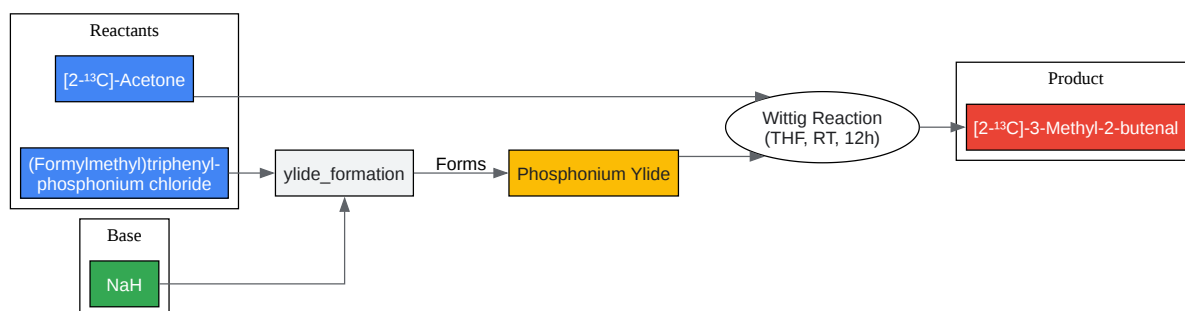 Reactants
[2-¹³C]-Acetone
(Formylmethyl)triphenyl-
phosphonium chloride
Base
NaH
ylide_formation
Forms
Phosphonium Ylide
Wittig Reaction
(THF, RT, 12h)
Product
[2-¹³C]-3-Methyl-2-butenal